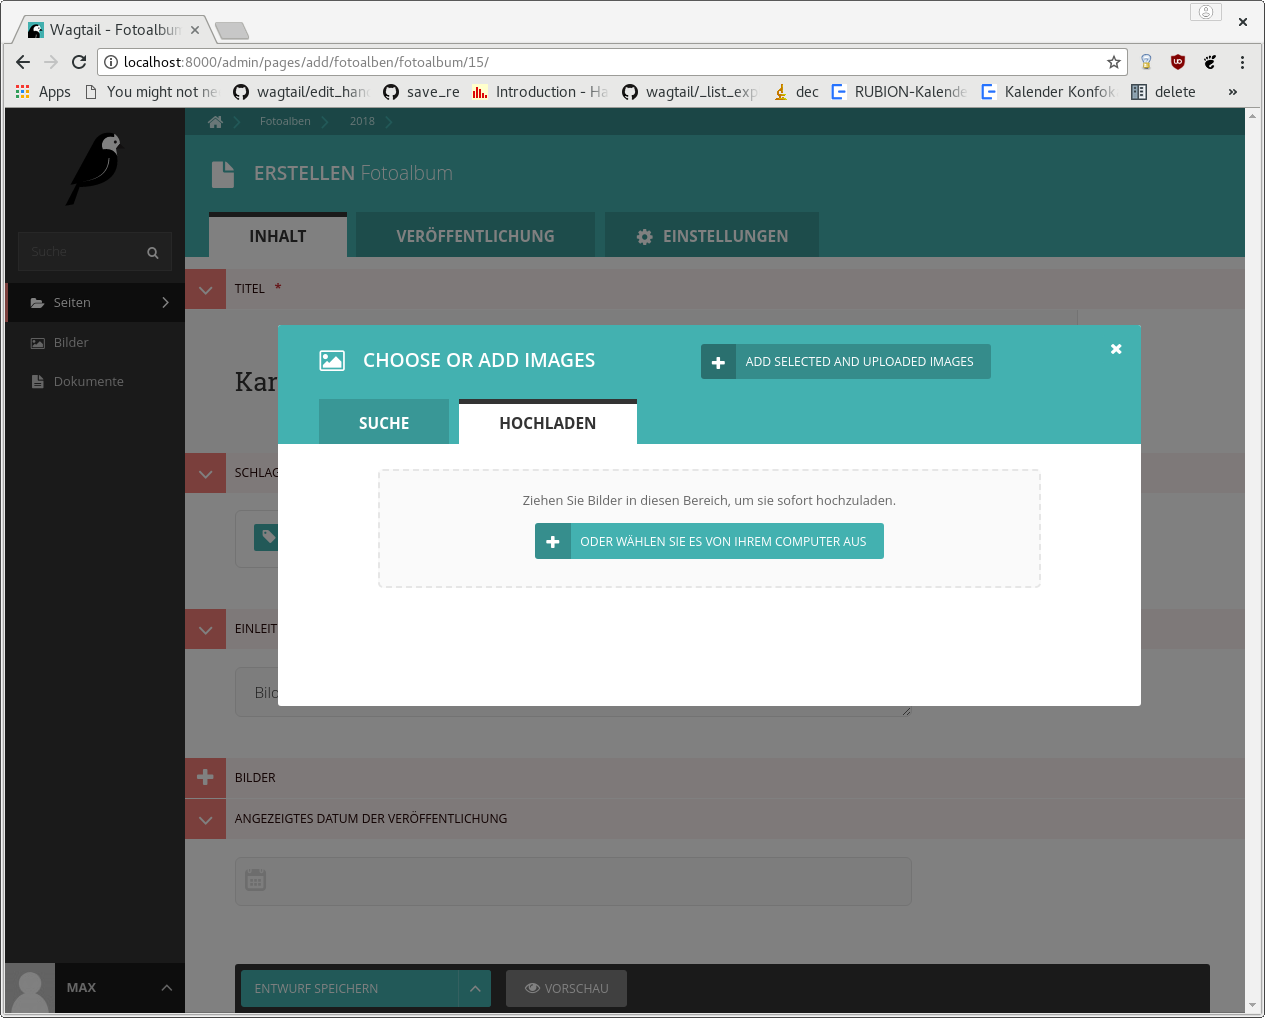 Wagtail - Fotoalbum
localhost:8000/admin/pages/add/fotoalben/fotoalbum/15/
Apps You might not ne wagtail/edit_hand save_re Introduction - Ha wagtail/_list_exp dec RUBION-Kalende Kalender Konfok delete »
Fotoalben 2018
ERSTELLEN Fotoalbum
INHALT VERÖFFENTLICHUNG EINSTELLUNGEN
Suche
Seiten
Bilder
Dokumente
TITEL *
Kar
CHOOSE OR ADD IMAGES
ADD SELECTED AND UPLOADED IMAGES
SUCHE HOCHLADEN
Ziehen Sie Bilder in diesen Bereich, um sie sofort hochzuladen.
ODER WÄHLEN SIE ES VON IHREM COMPUTER AUS
SCHLAG
EINLEIT
Bild
BILDER
ANGEZEIGTES DATUM DER VERÖFFENTLICHUNG
MAX
ENTWURF SPEICHERN
VORSCHAU